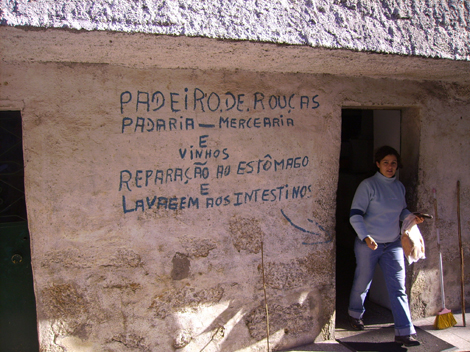 PADEIRO.DE.ROUÇAS
PADARIA - MERCEARIA
E
VINHOS
REPARAÇÃO AO ESTÔMAGO
E
LAVAGEM AOS INTESTINOS